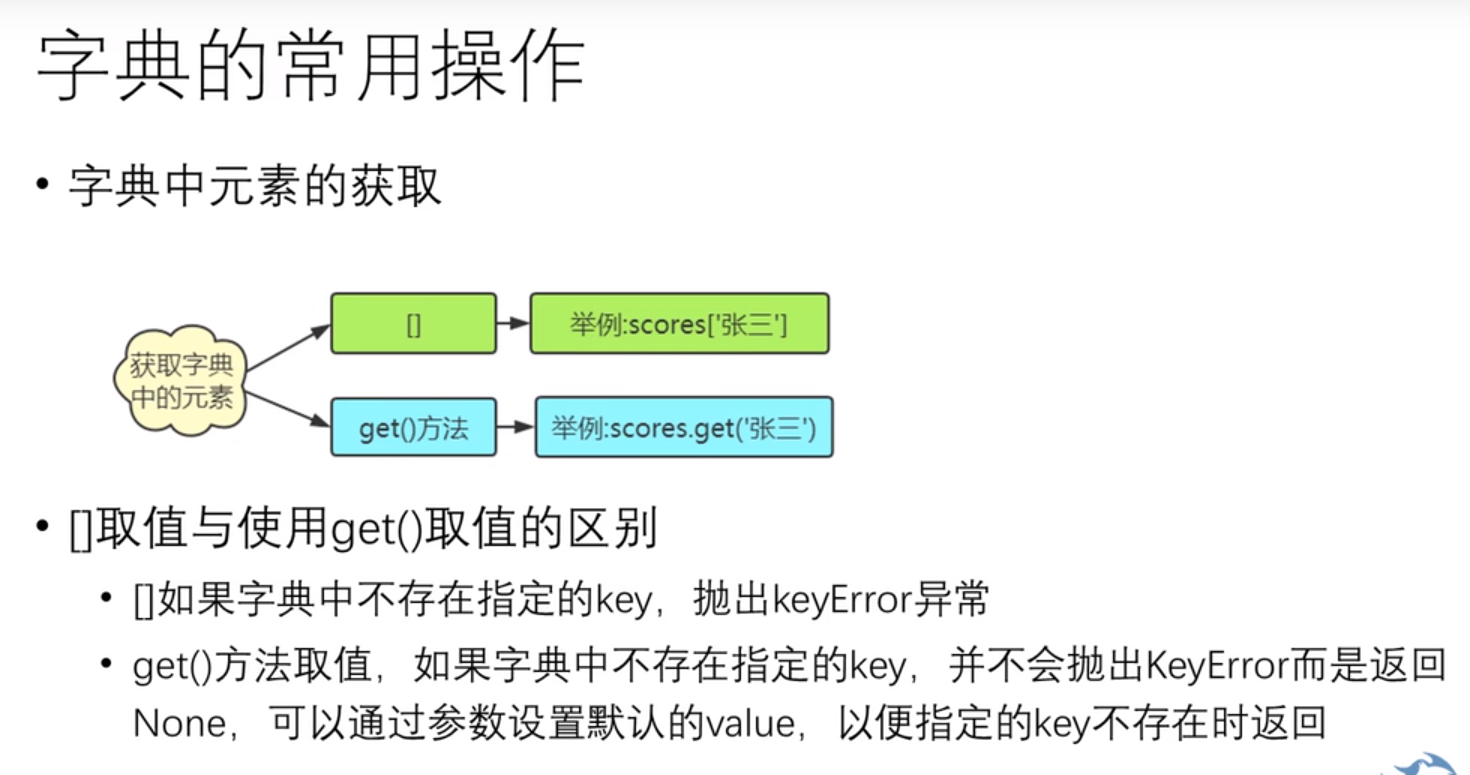 字典的常用操作
• 字典中元素的获取
[]
举例:scores['张三']
获取字典
中的元素
get()方法
举例:scores.get('张三')
• []取值与使用get()取值的区别
• []如果字典中不存在指定的key，抛出keyError异常
• get()方法取值，如果字典中不存在指定的key，并不会抛出KeyError而是返回
None，可以通过参数设置默认的value，以便指定的key不存在时返回